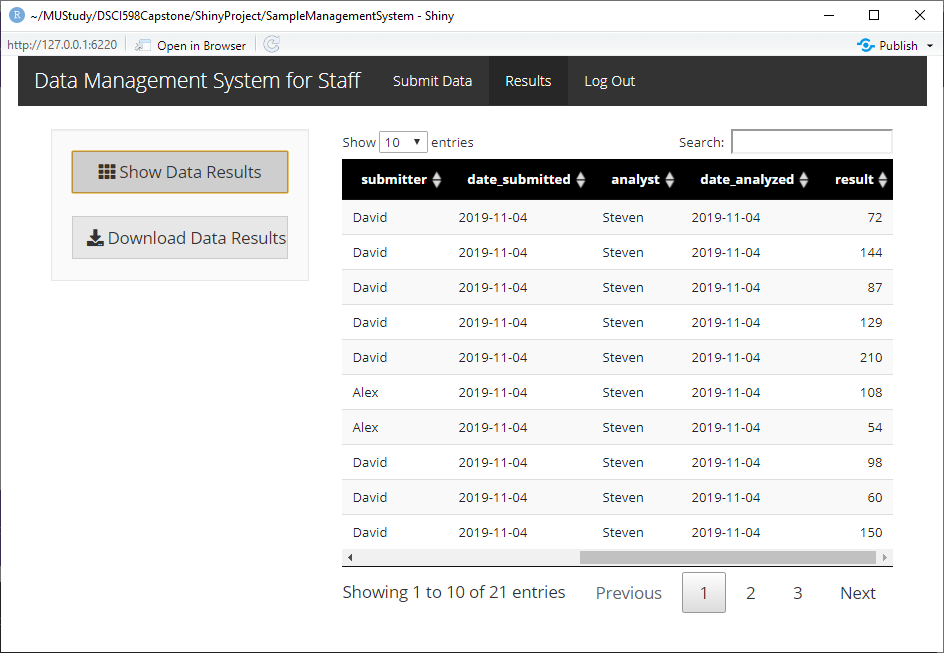 ~/MUStudy/DSCI598Capstone/ShinyProject/SampleManagementSystem - Shiny
http://127.0.0.1:6220 Open in Browser Publish
Data Management System for Staff Submit Data Results Log Out
Show Data Results
Download Data Results
Show 10 entries Search:
submitter date_submitted analyst date_analyzed result
David 2019-11-04 Steven 2019-11-04 72
David 2019-11-04 Steven 2019-11-04 144
David 2019-11-04 Steven 2019-11-04 87
David 2019-11-04 Steven 2019-11-04 129
David 2019-11-04 Steven 2019-11-04 210
Alex 2019-11-04 Steven 2019-11-04 108
Alex 2019-11-04 Steven 2019-11-04 54
David 2019-11-04 Steven 2019-11-04 98
David 2019-11-04 Steven 2019-11-04 60
David 2019-11-04 Steven 2019-11-04 150
Showing 1 to 10 of 21 entries Previous 1 2 3 Next